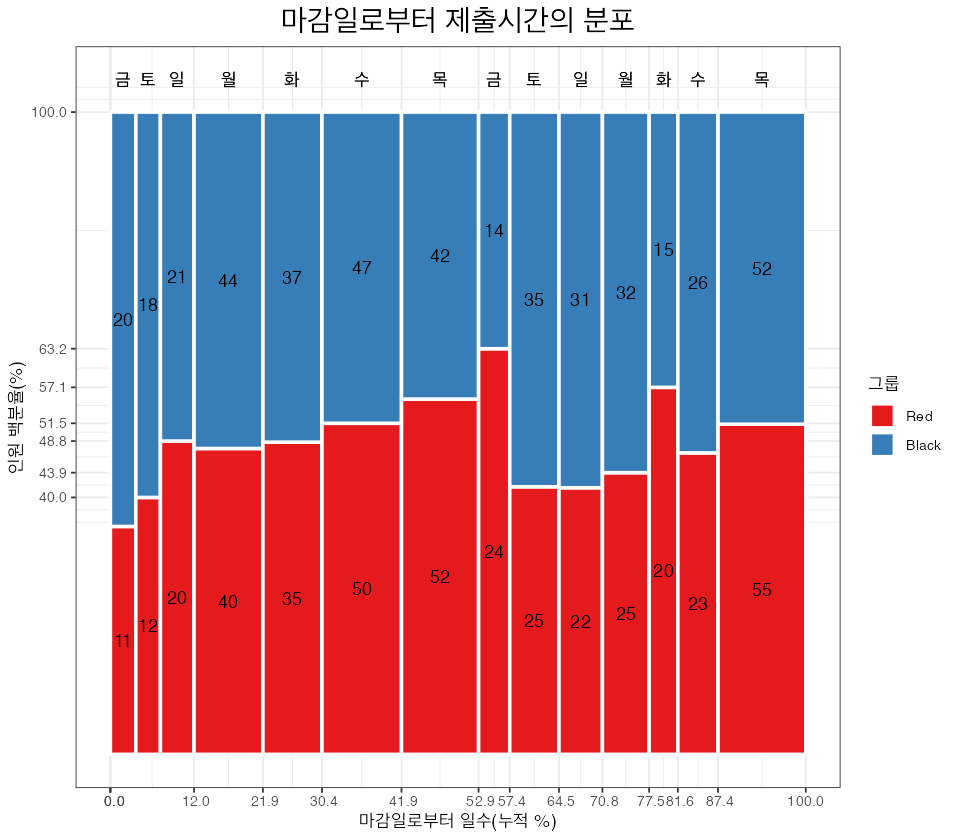 마감일로부터 제출시간의 분포
금 토 일 월 화 수 목 금 토 일 월 화 수 목
100.0
63.2
57.1
51.5
48.8
43.9
40.0
인원 백분율(%)
20 18 21 44 37 47 42 14 35 31 32 15 26 52
11 12 20 40 35 50 52 24 25 22 25 20 23 55
0.0 12.0 21.9 30.4 41.9 52.9 57.4 64.5 70.8 77.5 81.6 87.4 100.0
마감일로부터 일수(누적 %)
그룹
Red
Black